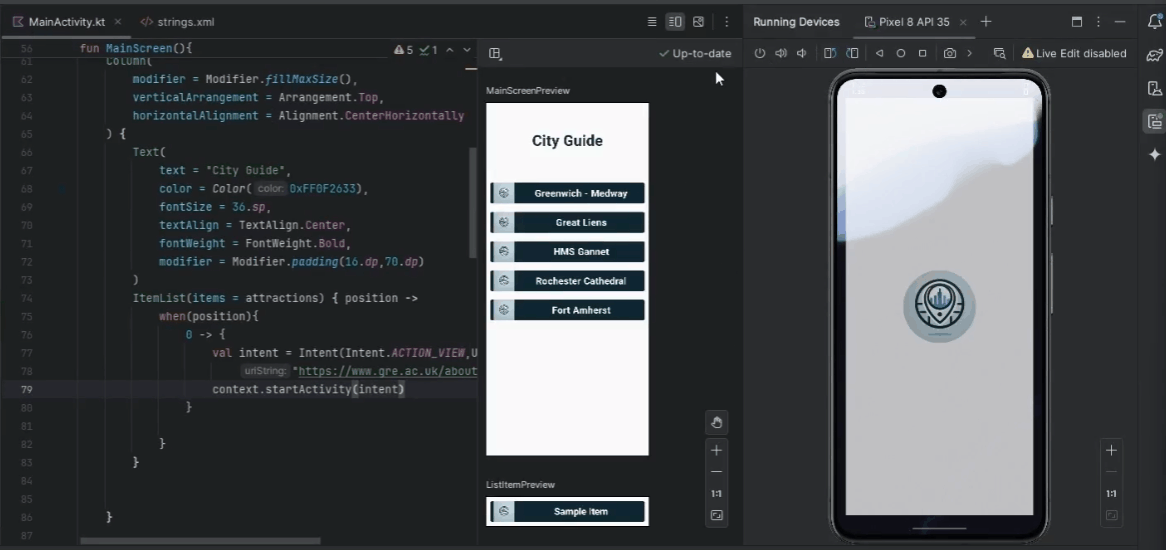 MainActivity.kt
strings.xml
Running Devices
Pixel 8 API 35
56 fun MainScreen(){
5 1
Up-to-date
Live Edit disabled
61 Column(
62 modifier = Modifier.fillMaxSize(),
63 verticalArrangement = Arrangement.Top,
64 horizontalAlignment = Alignment.CenterHorizontally
65 ) {
66 Text(
67 text = "City Guide",
68 color = Color( color: 0xFF0F2633),
69 fontSize = 36.sp,
70 textAlign = TextAlign.Center,
71 fontWeight = FontWeight.Bold,
72 modifier = Modifier.padding(16.dp,70.dp)
73 )
74 ItemList(items = attractions) { position ->
75 when(position){
76 0 -> {
77 val intent = Intent(Intent.ACTION_VIEW,U
78 uriString: "https://www.gre.ac.uk/about
79 context.startActivity(intent)
80 }
81
82 }
83 }
84
85
86 }
87
MainScreenPreview
City Guide
Greenwich - Medway
Great Liens
HMS Gannet
Rochester Cathedral
Fort Amherst
ListItemPreview
Sample Item
1:1
1:1